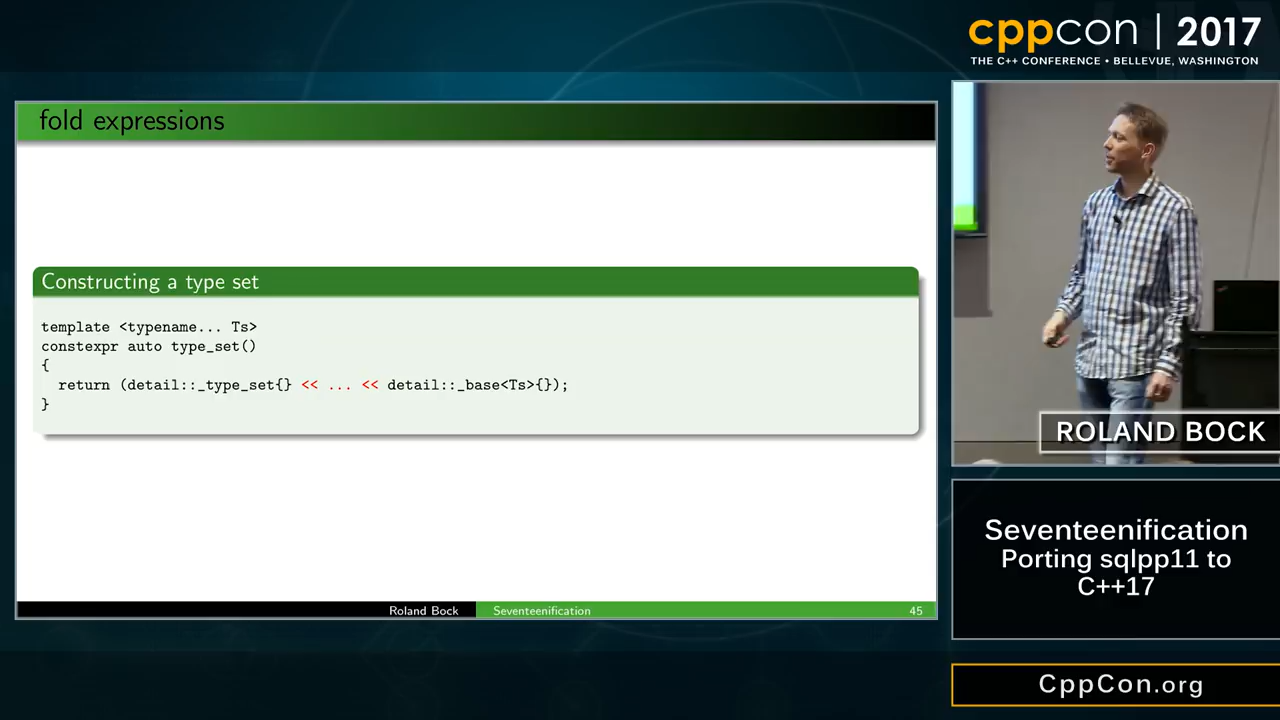 cppcon | 2017
THE C++ CONFERENCE • BELLEVUE, WASHINGTON
fold expressions
Constructing a type set
template <typename... Ts>
constexpr auto type_set()
{
  return (detail::_type_set{} << ... << detail::_base<Ts>{});
}
Roland Bock
Seventeenification
45
ROLAND BOCK
Seventeenification
Porting sqlpp11 to
C++17
CppCon.org